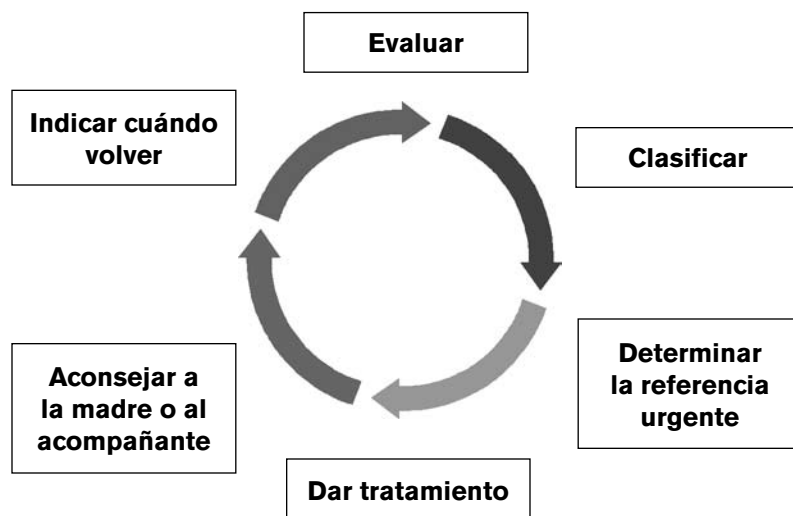 Evaluar
Clasificar
Determinar
la referencia
urgente
Dar tratamiento
Aconsejar a
la madre o al
acompañante
Indicar cuándo
volver